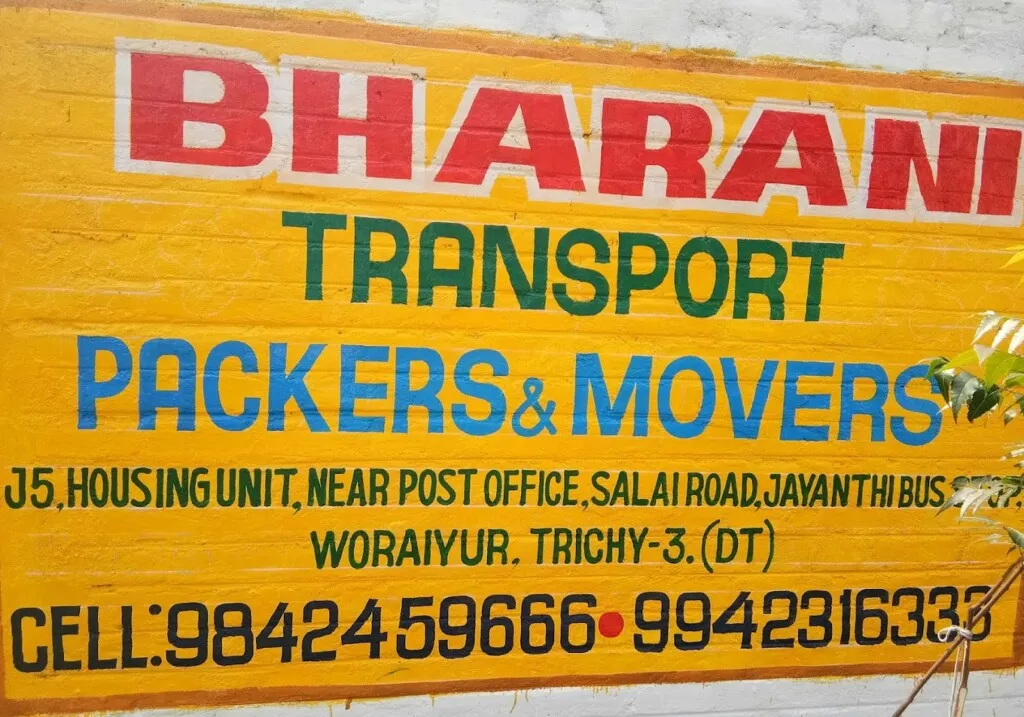 BHARANI
TRANSPORT
PACKERS & MOVERS
J5, HOUSING UNIT, NEAR POST OFFICE, SALAI ROAD, JAYANTHI BUS
WORAIYUR, TRICHY-3. (DT)
CELL: 9842459666 • 9942316333